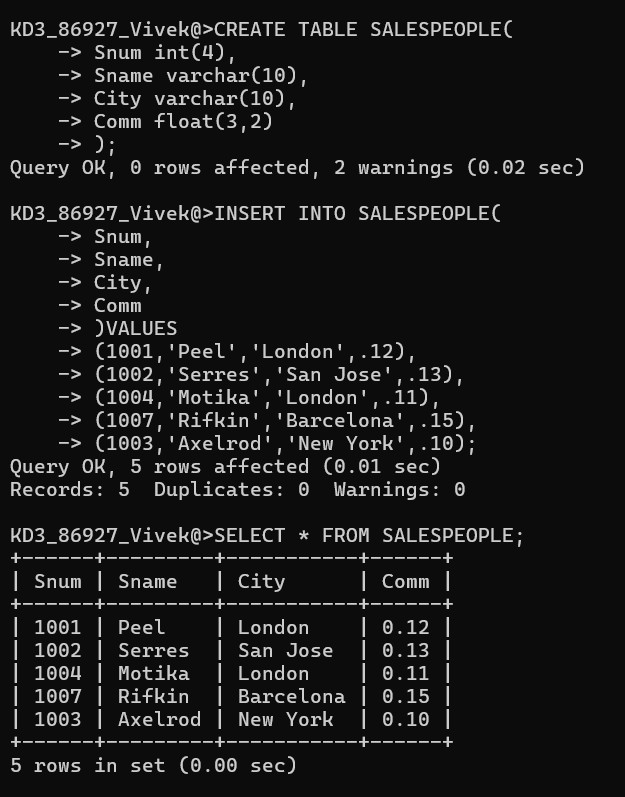 KD3_86927_Vivek@>CREATE TABLE SALESPEOPLE(
    -> Snum int(4),
    -> Sname varchar(10),
    -> City varchar(10),
    -> Comm float(3,2)
    -> );
Query OK, 0 rows affected, 2 warnings (0.02 sec)

KD3_86927_Vivek@>INSERT INTO SALESPEOPLE(
    -> Snum,
    -> Sname,
    -> City,
    -> Comm
    -> )VALUES
    -> (1001,'Peel','London',.12),
    -> (1002,'Serres','San Jose',.13),
    -> (1004,'Motika','London',.11),
    -> (1007,'Rifkin','Barcelona',.15),
    -> (1003,'Axelrod','New York',.10);
Query OK, 5 rows affected (0.01 sec)
Records: 5  Duplicates: 0  Warnings: 0

KD3_86927_Vivek@>SELECT * FROM SALESPEOPLE;
+------+---------+-----------+------+
| Snum | Sname   | City      | Comm |
+------+---------+-----------+------+
| 1001 | Peel    | London    | 0.12 |
| 1002 | Serres  | San Jose  | 0.13 |
| 1004 | Motika  | London    | 0.11 |
| 1007 | Rifkin  | Barcelona | 0.15 |
| 1003 | Axelrod | New York  | 0.10 |
+------+---------+-----------+------+
5 rows in set (0.00 sec)